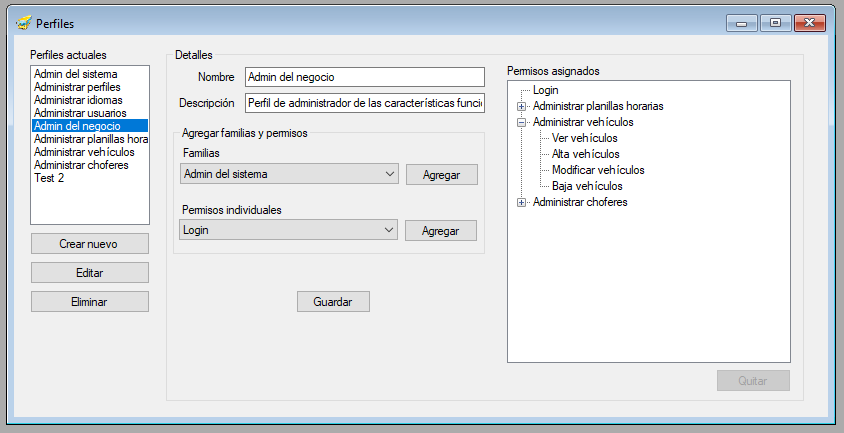 Perfiles
Perfiles actuales
Admin del sistema
Administrar perfiles
Administrar idiomas
Administrar usuarios
Admin del negocio
Administrar planillas hora
Administrar vehículos
Administrar choferes
Test 2
Crear nuevo
Editar
Eliminar
Detalles
Nombre
Admin del negocio
Descripción
Perfil de administrador de las características funci
Agregar familias y permisos
Familias
Admin del sistema
Agregar
Permisos individuales
Login
Agregar
Guardar
Permisos asignados
Login
Administrar planillas horarias
Administrar vehículos
Ver vehículos
Alta vehículos
Modificar vehículos
Baja vehículos
Administrar choferes
Quitar